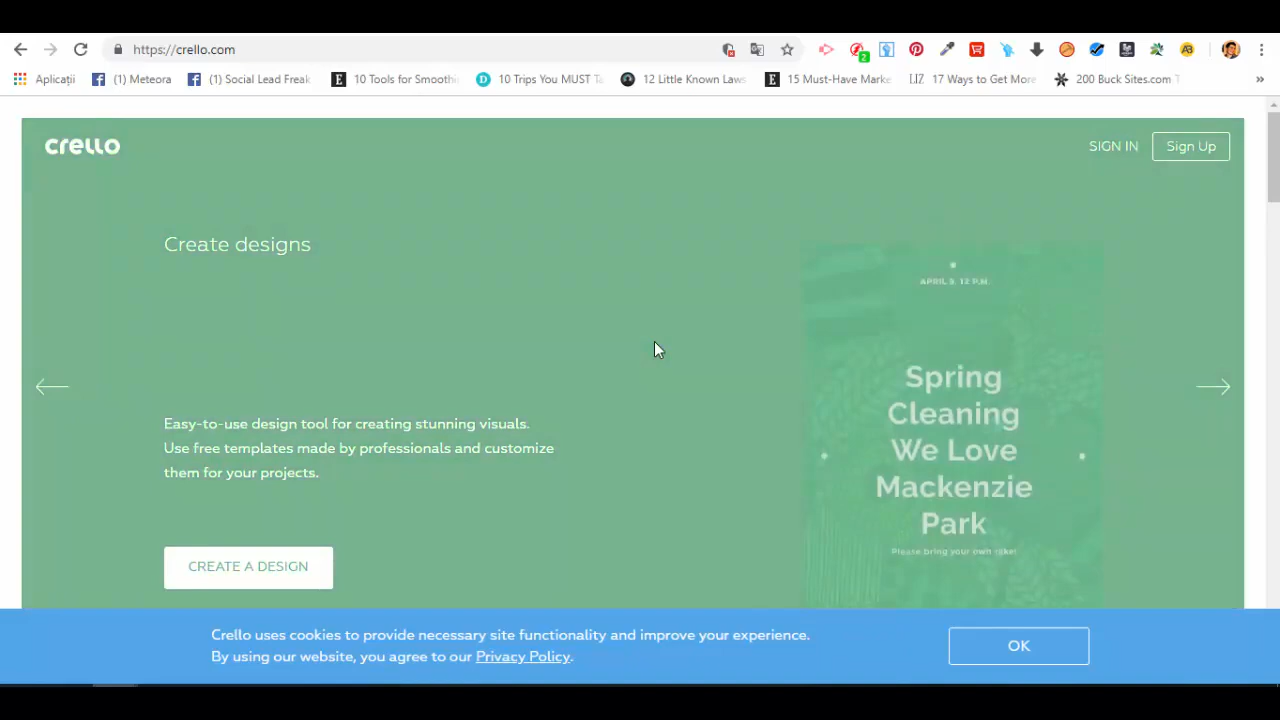 https://crello.com
2
Aplicații
(1) Meteora
(1) Social Lead Freak
10 Tools for Smoothi
10 Trips You MUST Ta
12 Little Known Laws
15 Must-Have Marke
17 Ways to Get More
200 Buck Sites.com T
»
crello
SIGN IN
Sign Up
Create designs
APRIL 5, 12 P.M.
Spring
Cleaning
We Love
Mackenzie
Park
Please bring your own rake!
Easy-to-use design tool for creating stunning visuals.
Use free templates made by professionals and customize
them for your projects.
CREATE A DESIGN
Crello uses cookies to provide necessary site functionality and improve your experience.
By using our website, you agree to our Privacy Policy.
OK